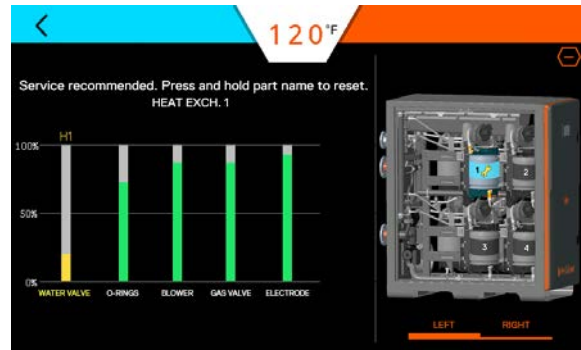 120°F
Service recommended. Press and hold part name to reset.
HEAT EXCH. 1
H1
100%
50%
0%
WATER VALVE O-RINGS BLOWER GAS VALVE ELECTRODE
1 2
3 4
LEFT RIGHT